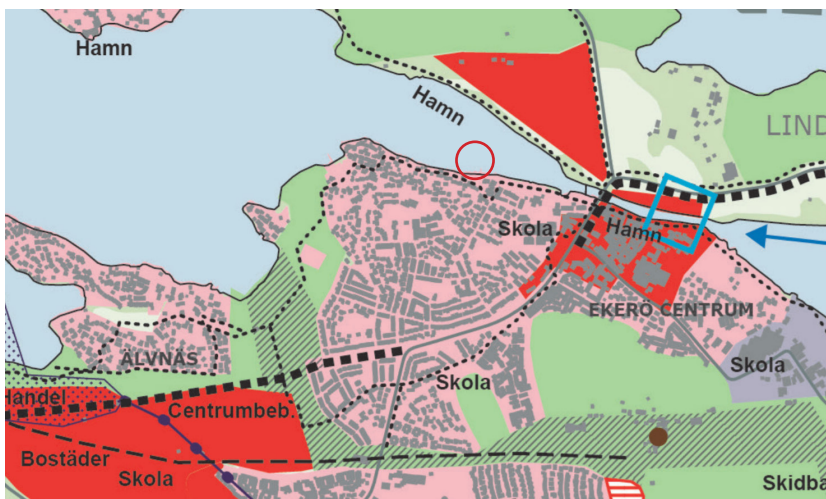 Hamn
Hamn
LIND
Skola
Hamn
EKERÖ CENTRUM
ÄLVNÄS
Skola
Skola
Handel
Centrumbeb.
Bostäder
Skola
Skidba